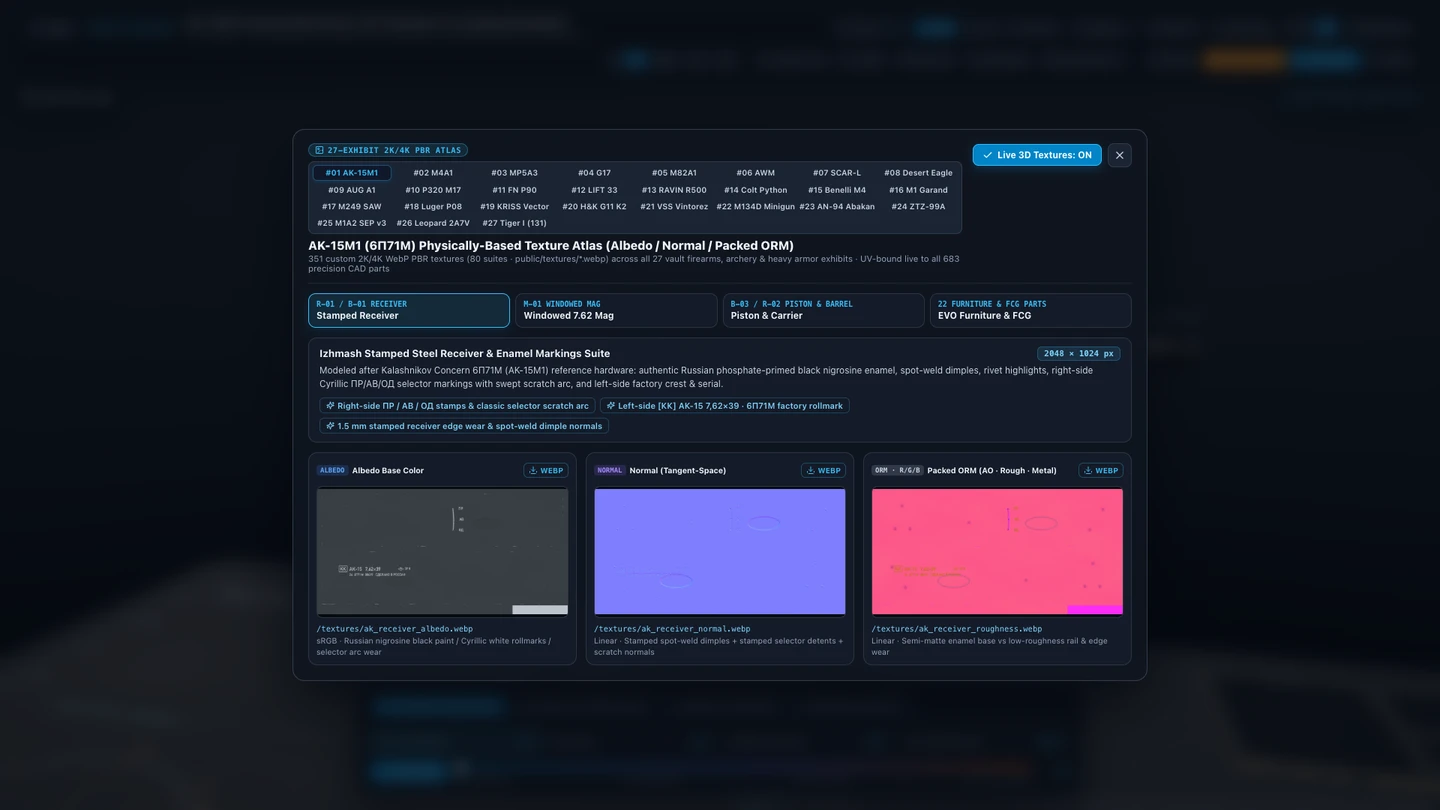 27-EXHIBIT 2K/4K PBR ATLAS
Live 3D Textures: ON
#01 AK-15M1 #02 M4A1 #03 MP5A3 #04 G17 #05 M82A1 #06 AWM #07 SCAR-L #08 Desert Eagle
#09 AUG A1 #10 P320 M17 #11 FN P90 #12 LIFT 33 #13 RAVIN R500 #14 Colt Python #15 Benelli M4 #16 M1 Garand
#17 M249 SAW #18 Luger P08 #19 KRISS Vector #20 H&K G11 K2 #21 VSS Vintorez #22 M134D Minigun #23 AN-94 Abakan #24 ZTZ-99A
#25 M1A2 SEP v3 #26 Leopard 2A7V #27 Tiger I (131)
AK-15M1 (6П71М) Physically-Based Texture Atlas (Albedo / Normal / Packed ORM)
351 custom 2K/4K WebP PBR textures (80 suites · public/textures/*.webp) across all 27 vault firearms, archery & heavy armor exhibits · UV-bound live to all 683
precision CAD parts
R-01 / B-01 RECEIVER
Stamped Receiver
M-01 WINDOWED MAG
Windowed 7.62 Mag
B-03 / R-02 PISTON & BARREL
Piston & Carrier
22 FURNITURE & FCG PARTS
EVO Furniture & FCG
Izhmash Stamped Steel Receiver & Enamel Markings Suite
2048 × 1024 px
Modeled after Kalashnikov Concern 6П71М (AK-15M1) reference hardware: authentic Russian phosphate-primed black nigrosine enamel, spot-weld dimples, rivet highlights, right-side
Cyrillic ПР/АВ/ОД selector markings with swept scratch arc, and left-side factory crest & serial.
Right-side ПР / АВ / ОД stamps & classic selector scratch arc
Left-side [KK] AK-15 7,62×39 · 6П71М factory rollmark
1.5 mm stamped receiver edge wear & spot-weld dimple normals
ALBEDO Albedo Base Color WEBP
NORMAL Normal (Tangent-Space) WEBP
ORM · R/G/B Packed ORM (AO · Rough · Metal) WEBP
AK-15 7,62×39
/textures/ak_receiver_albedo.webp
sRGB · Russian nigrosine black paint / Cyrillic white rollmarks /
selector arc wear
/textures/ak_receiver_normal.webp
Linear · Stamped spot-weld dimples + stamped selector detents +
scratch normals
/textures/ak_receiver_roughness.webp
Linear · Semi-matte enamel base vs low-roughness rail & edge
wear